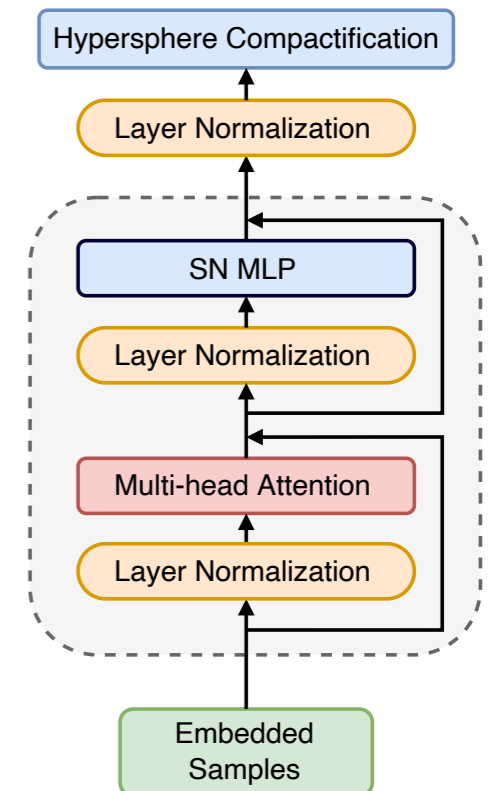 Hypersphere Compactification
Layer Normalization
SN MLP
Layer Normalization
Multi-head Attention
Layer Normalization
Embedded
Samples